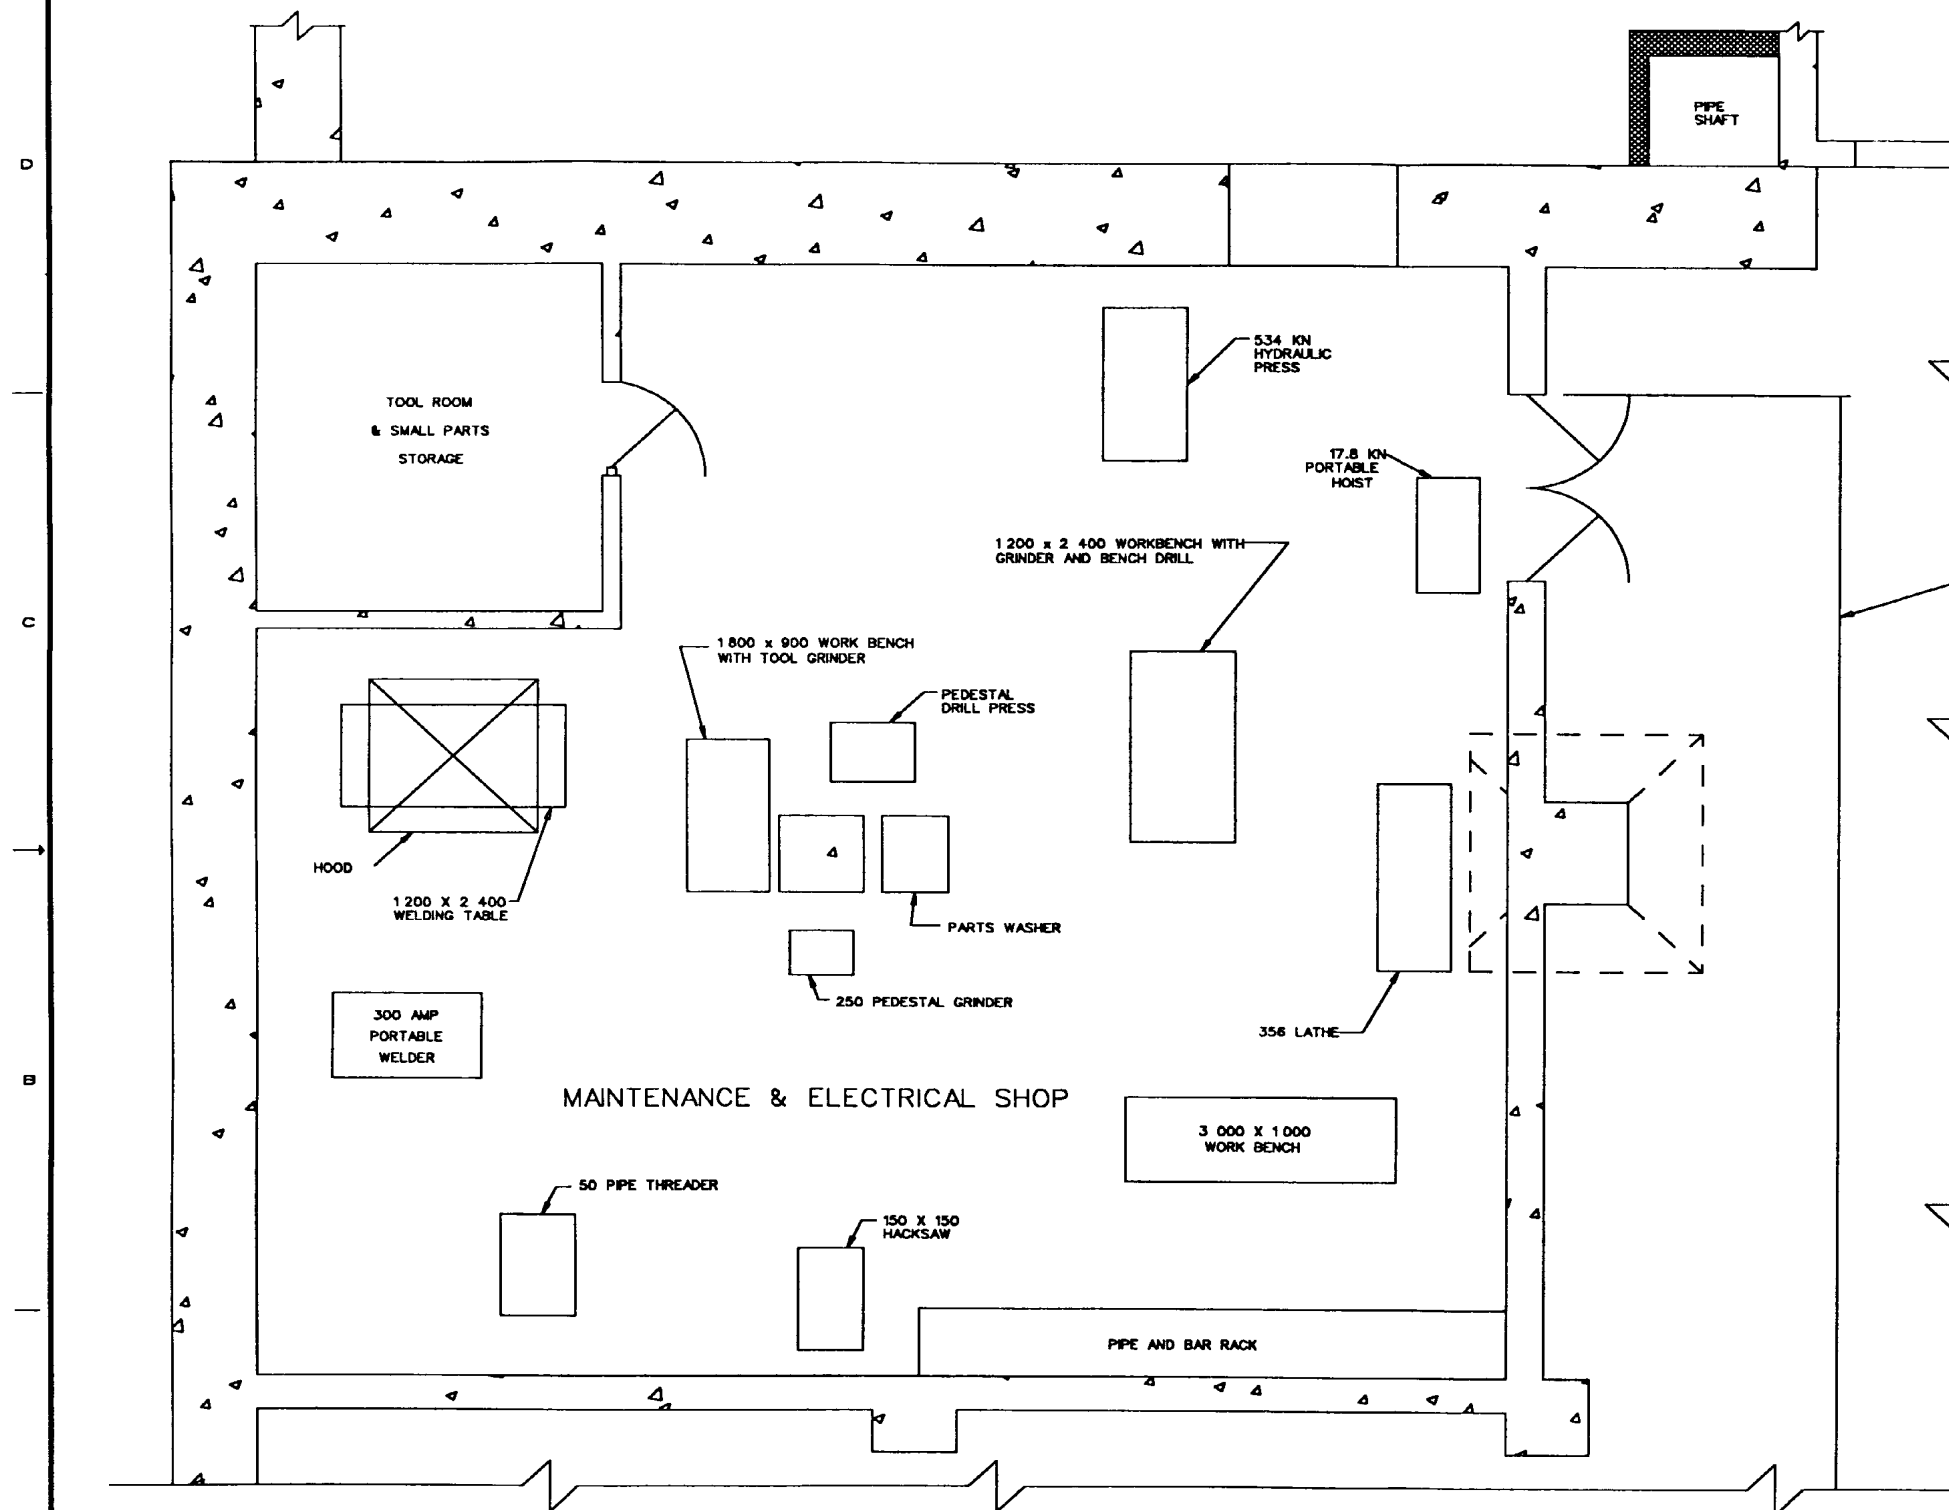 PIPE
SHAFT
D
534 KN
HYDRAULIC
PRESS
TOOL ROOM
& SMALL PARTS
STORAGE
17.8 KN
PORTABLE
HOIST
1 200 x 2 400 WORKBENCH WITH
GRINDER AND BENCH DRILL
C
1 800 x 900 WORK BENCH
WITH TOOL GRINDER
PEDESTAL
DRILL PRESS
HOOD
1 200 X 2 400
WELDING TABLE
PARTS WASHER
250 PEDESTAL GRINDER
300 AMP
PORTABLE
WELDER
356 LATHE
B
MAINTENANCE & ELECTRICAL SHOP
3 000 X 1 000
WORK BENCH
50 PIPE THREADER
150 X 150
HACKSAW
PIPE AND BAR RACK